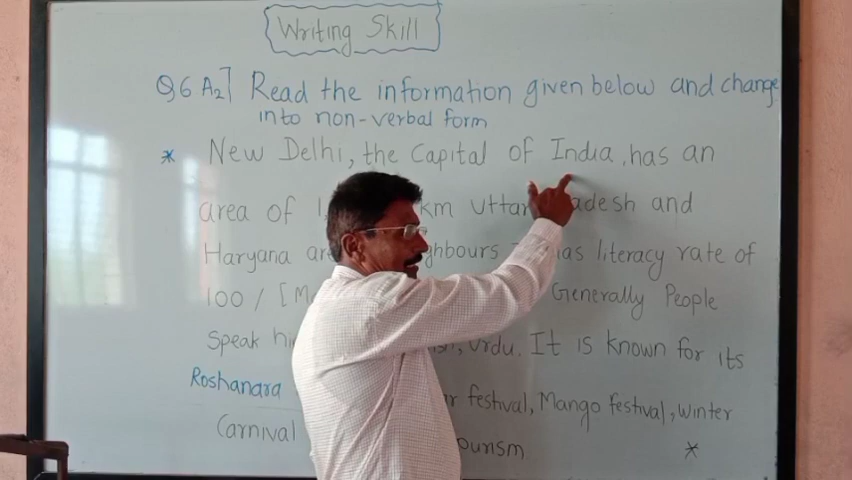 Writing Skill
Q6 A2] Read the information given below and change
into non-verbal form
* New Delhi, the Capital of India, has an
area of km Uttar adesh and
Haryana are ghbours has literacy rate of
100 / [M Generally People
Speak hi Urdu. It is known for its
Roshanara festival, Mango festival, winter
Carnival ourism *